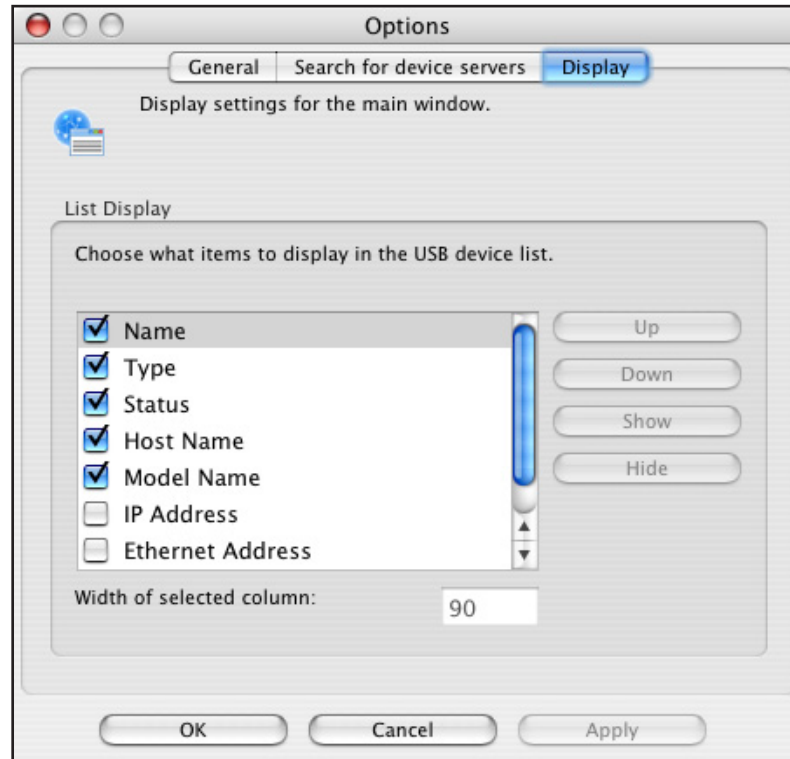 Options
General
Search for device servers
Display
Display settings for the main window.
List Display
Choose what items to display in the USB device list.
Name
Type
Status
Host Name
Model Name
IP Address
Ethernet Address
Up
Down
Show
Hide
Width of selected column:
90
OK
Cancel
Apply